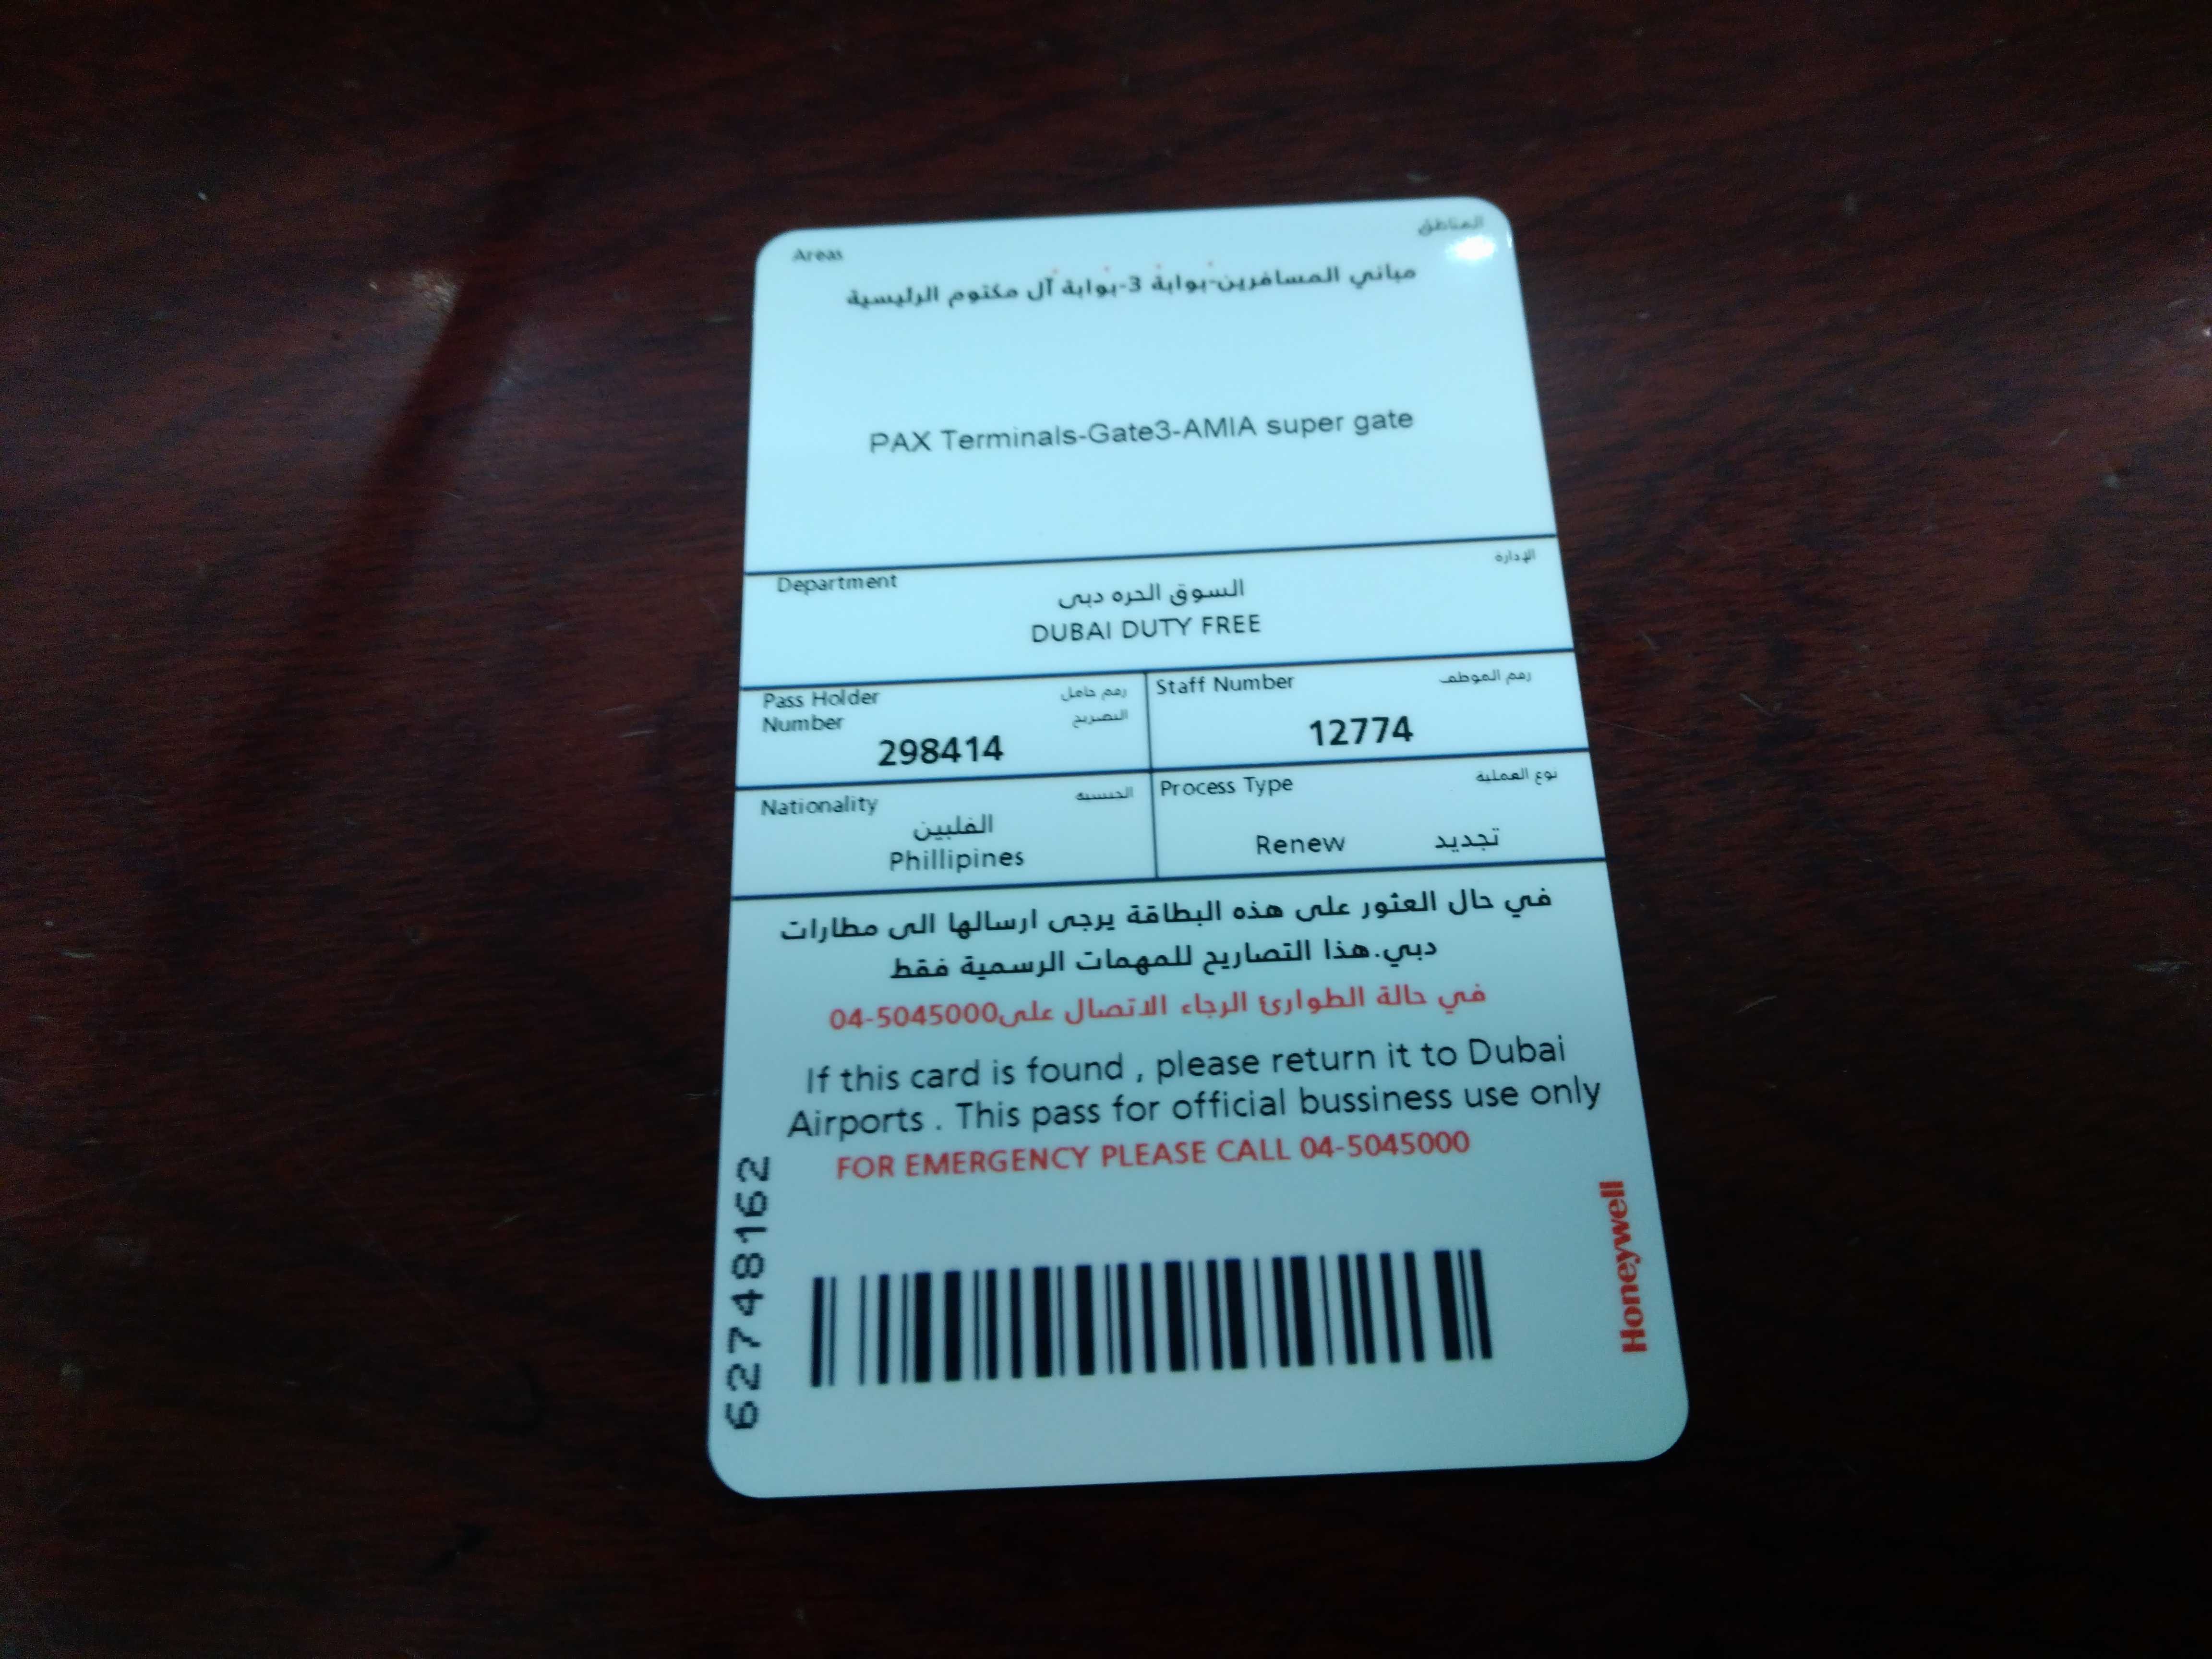 Areas
المناطق
مباني المسافرين-بوابة 3-بوابة آل مكتوم الرئيسية
PAX Terminals-Gate3-AMIA super gate
Department
الإدارة
السوق الحره دبى
DUBAI DUTY FREE
Pass Holder
Number
رقم حامل
التصريح
298414
Staff Number
رقم الموظف
12774
Nationality
الجنسية
الفلبين
Phillipines
Process Type
نوع العملية
Renew
تجديد
في حال العثور على هذه البطاقة يرجى ارسالها الى مطارات
دبي.هذا التصاريح للمهمات الرسمية فقط
في حالة الطوارئ الرجاء الاتصال على04-5045000
If this card is found , please return it to Dubai
Airports . This pass for official bussiness use only
FOR EMERGENCY PLEASE CALL 04-5045000
62748162
Honeywell